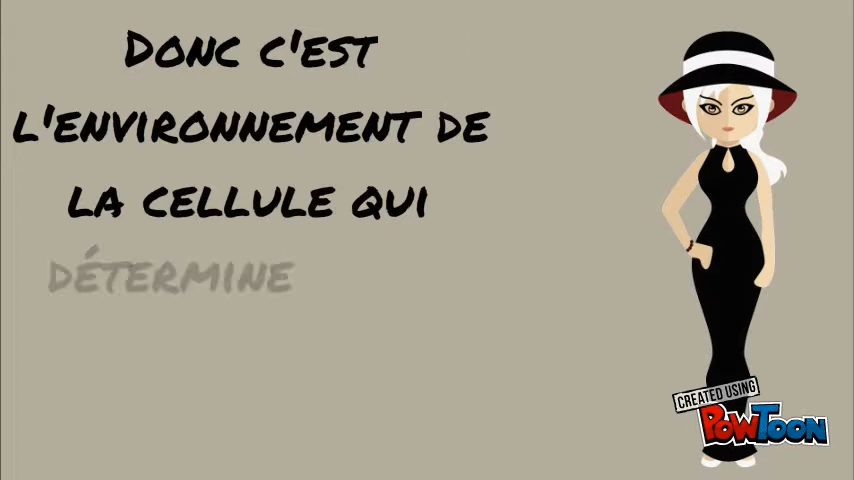 Donc c'est
l'environnement de
la cellule qui
détermine
CREATED USING
POWTOON